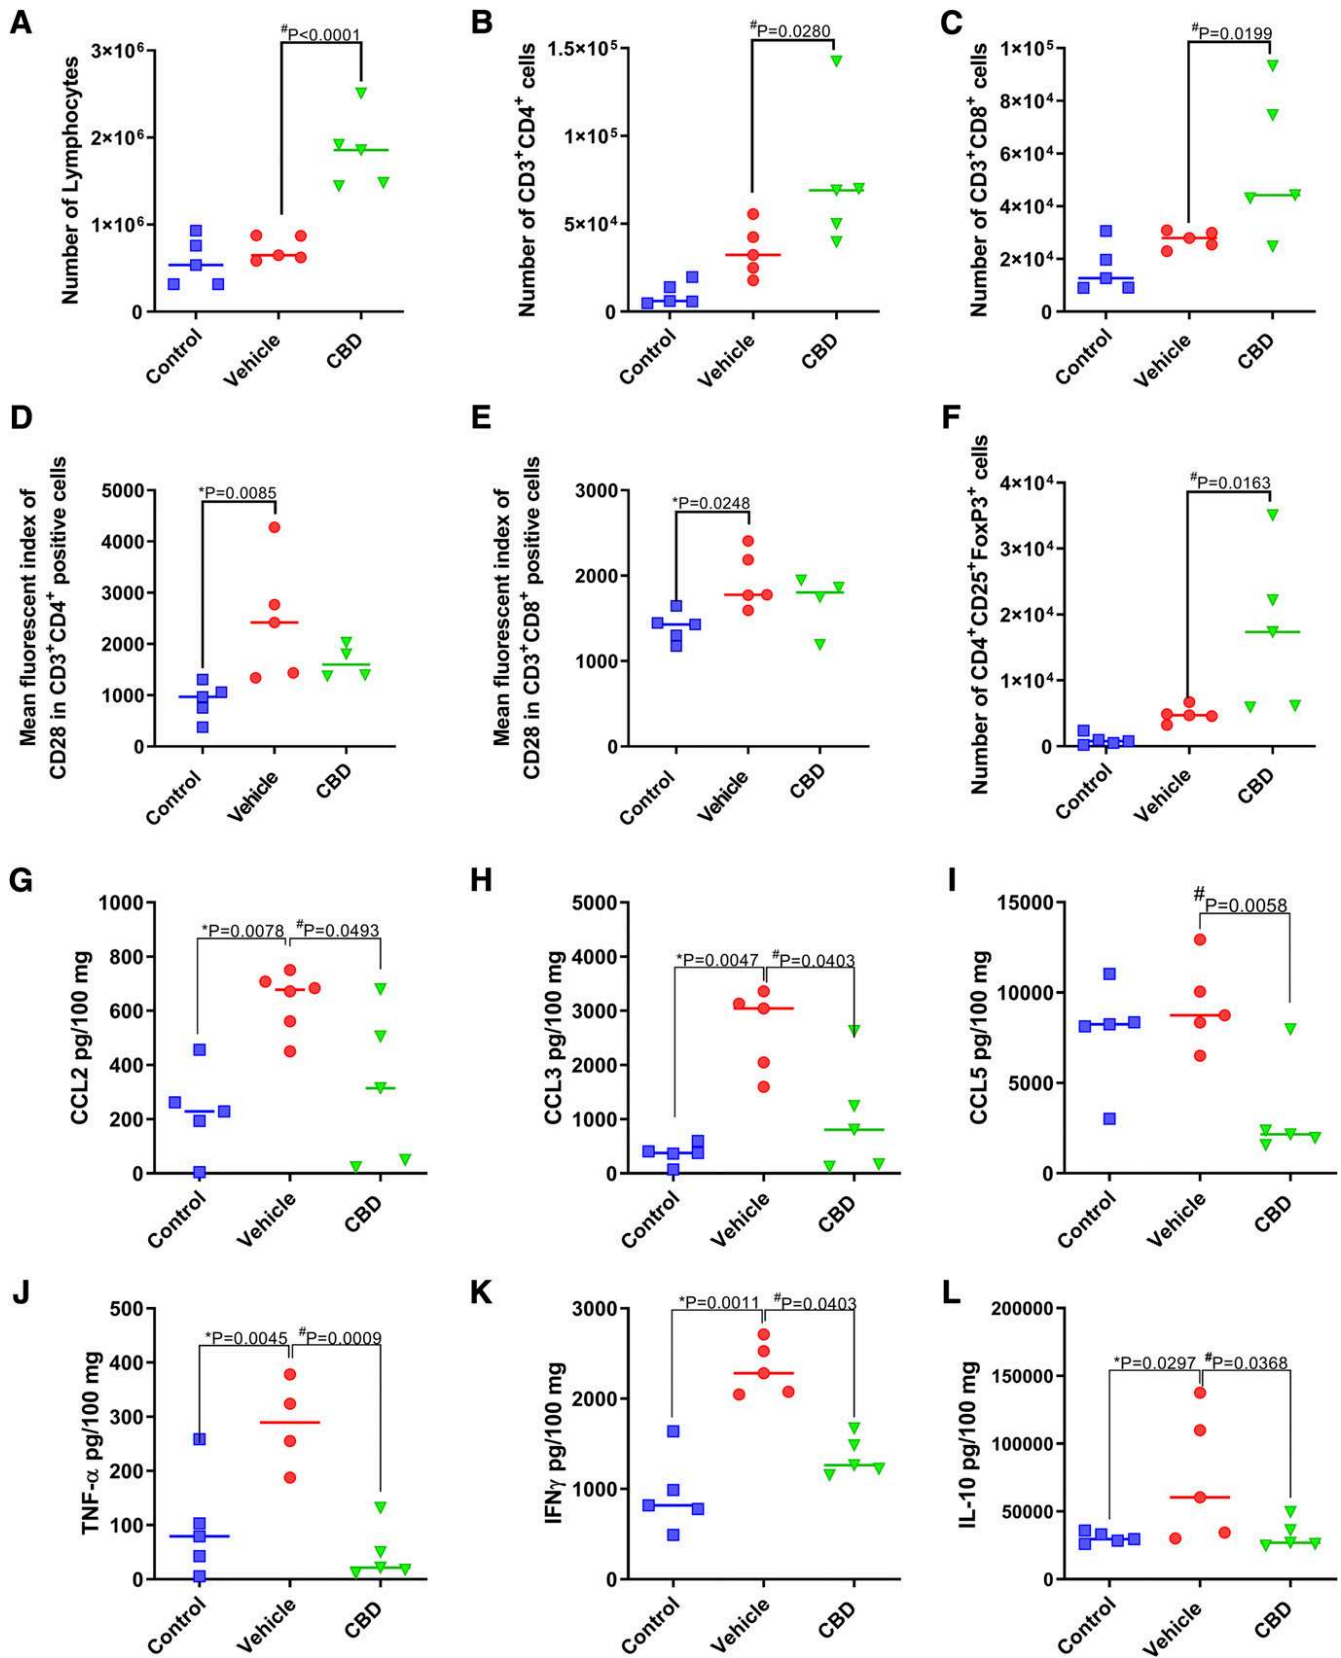 A
Number of Lymphocytes
3×10⁶
2×10⁶
1×10⁶
0
#P<0.0001
Control
Vehicle
CBD
B
Number of CD3⁺CD4⁺ cells
1.5×10⁵
1×10⁵
5×10⁴
0
#P=0.0280
Control
Vehicle
CBD
C
Number of CD3⁺CD8⁺ cells
1×10⁵
8×10⁴
6×10⁴
4×10⁴
2×10⁴
0
#P=0.0199
Control
Vehicle
CBD
D
Mean fluorescent index of
CD28 in CD3⁺CD4⁺ positive cells
5000
4000
3000
2000
1000
0
*P=0.0085
Control
Vehicle
CBD
E
Mean fluorescent index of
CD28 in CD3⁺CD8⁺ positive cells
3000
2000
1000
0
*P=0.0248
Control
Vehicle
CBD
F
Number of CD4⁺CD25⁺FoxP3⁺ cells
4×10⁴
3×10⁴
2×10⁴
1×10⁴
0
#P=0.0163
Control
Vehicle
CBD
G
CCL2 pg/100 mg
1000
800
600
400
200
0
*P=0.0078
#P=0.0493
Control
Vehicle
CBD
H
CCL3 pg/100 mg
5000
4000
3000
2000
1000
0
*P=0.0047
#P=0.0403
Control
Vehicle
CBD
I
CCL5 pg/100 mg
15000
10000
5000
0
#
P=0.0058
Control
Vehicle
CBD
J
TNF-α pg/100 mg
500
400
300
200
100
0
*P=0.0045
#P=0.0009
Control
Vehicle
CBD
K
IFNγ pg/100 mg
3000
2000
1000
0
*P=0.0011
#P=0.0403
Control
Vehicle
CBD
L
IL-10 pg/100 mg
200000
150000
100000
50000
0
*P=0.0297
#P=0.0368
Control
Vehicle
CBD